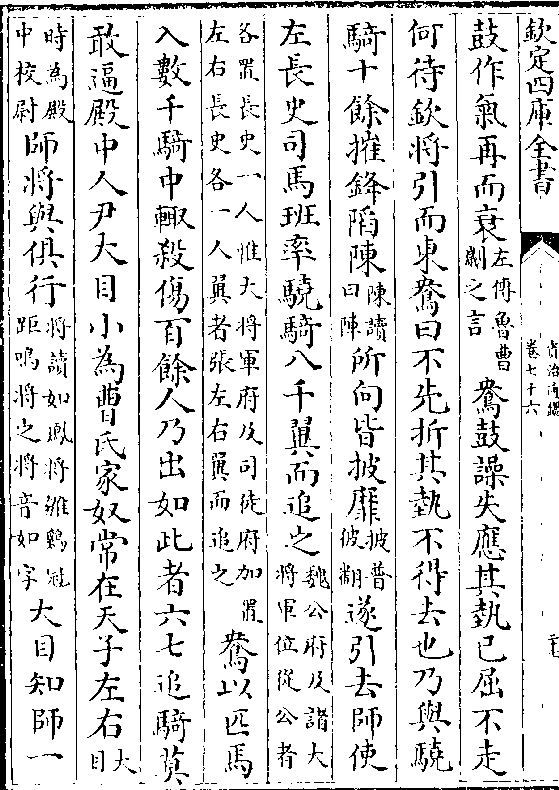 欽定四庫全書
資治通鑑
卷七十六
鼓作氣再而衰左傳魯曹劌之言鴦鼓譟失應其埶已屈不走
何待欽將引而東鴦曰不先折其埶不得去也乃與驍
騎十餘摧鋒陷陳陳讀曰陣所向皆披靡披普彼翻遂引去師使
左長史司馬班率驍騎八千翼而追之魏公府及諸大將軍位從公者
各置長史一人惟大將軍府及司徒府加置左右長史各一人翼者張左右翼而追之鴦以匹馬
入數千騎中輒殺傷百餘人乃出如此者六七追騎莫
敢逼殿中人尹大目小為曹氏家奴常在天子左右大目
時為殿中校尉師將與俱行將讀如鳳將雛鶡冠距鳴將之將音如字大目知師一